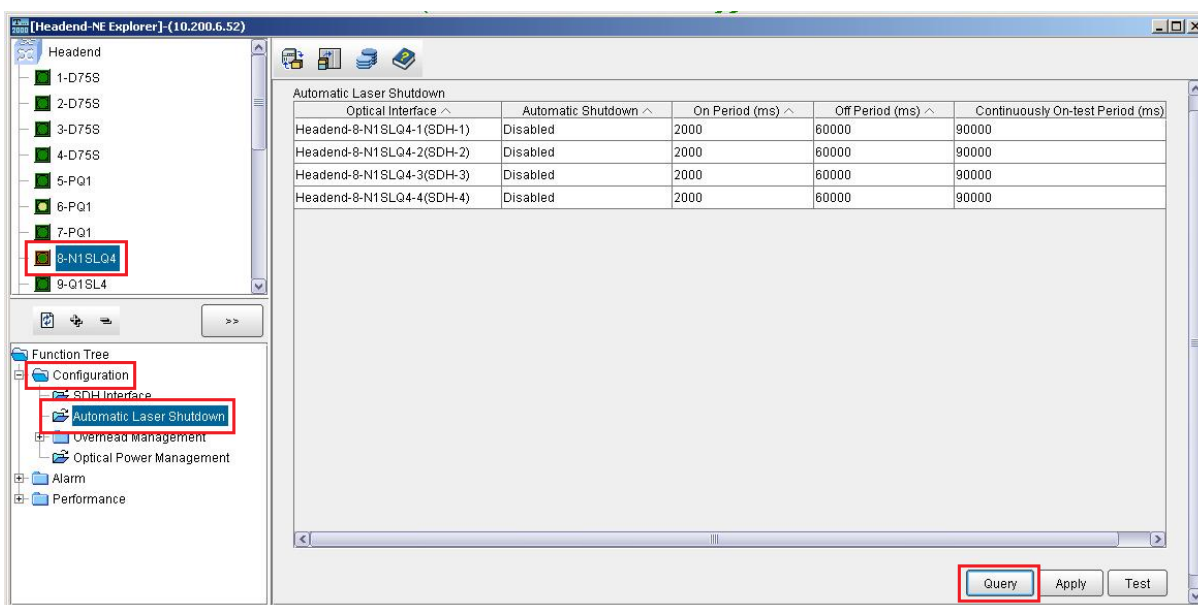 [Headend-NE Explorer]-(10.200.6.52)
Headend
1-D75S
2-D75S
3-D75S
4-D75S
5-PQ1
6-PQ1
7-PQ1
8-N1SLQ4
9-Q1SL4
>>
Function Tree
Configuration
SDH Interface
Automatic Laser Shutdown
Overhead Management
Optical Power Management
Alarm
Performance
Automatic Laser Shutdown
Optical Interface Automatic Shutdown On Period (ms) Off Period (ms) Continuously On-test Period (ms)
Headend-8-N1SLQ4-1(SDH-1) Disabled 2000 60000 90000
Headend-8-N1SLQ4-2(SDH-2) Disabled 2000 60000 90000
Headend-8-N1SLQ4-3(SDH-3) Disabled 2000 60000 90000
Headend-8-N1SLQ4-4(SDH-4) Disabled 2000 60000 90000
Query Apply Test